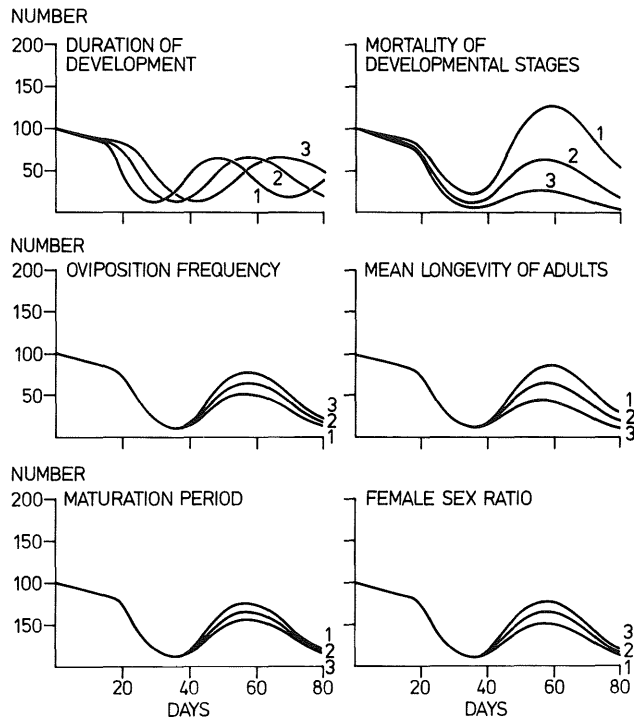 NUMBER
200
150
100
50
DURATION OF
DEVELOPMENT
3
2
1
MORTALITY OF
DEVELOPMENTAL STAGES
1
2
3
NUMBER
200
150
100
50
OVIPOSITION FREQUENCY
3
2
1
MEAN LONGEVITY OF ADULTS
1
2
3
NUMBER
200
150
100
150
MATURATION PERIOD
1
2
3
20 40 60 80
DAYS
FEMALE SEX RATIO
3
2
1
20 40 60 80
DAYS